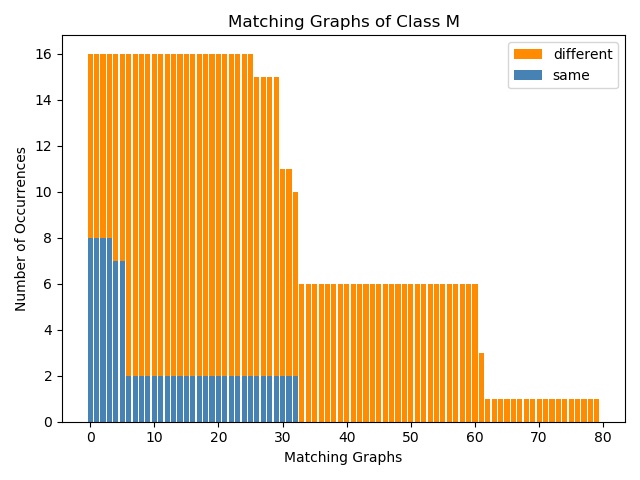 Matching Graphs of Class M
different
same
Number of Occurrences
16
14
12
10
8
6
4
2
0
0 10 20 30 40 50 60 70 80
Matching Graphs